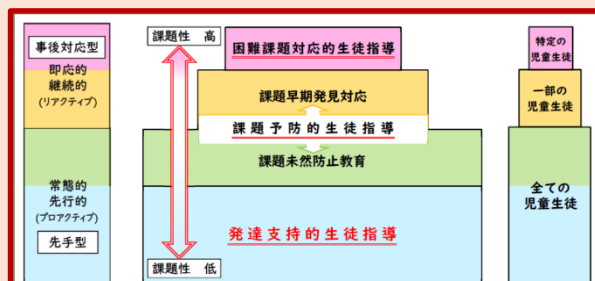 事後対応型
即応的
継続的
(リアクティブ)
常態的
先行的
(プロアクティブ)
先手型
課題性 高
課題性 低
困難課題対応的生徒指導
課題早期発見対応
課題予防的生徒指導
課題未然防止教育
発達支持的生徒指導
特定の
児童生徒
一部の
児童生徒
全ての
児童生徒